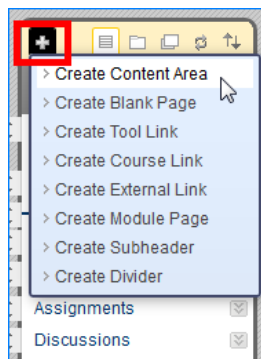 Create Content Area
Create Blank Page
Create Tool Link
Create Course Link
Create External Link
Create Module Page
Create Subheader
Create Divider
Assignments
Discussions